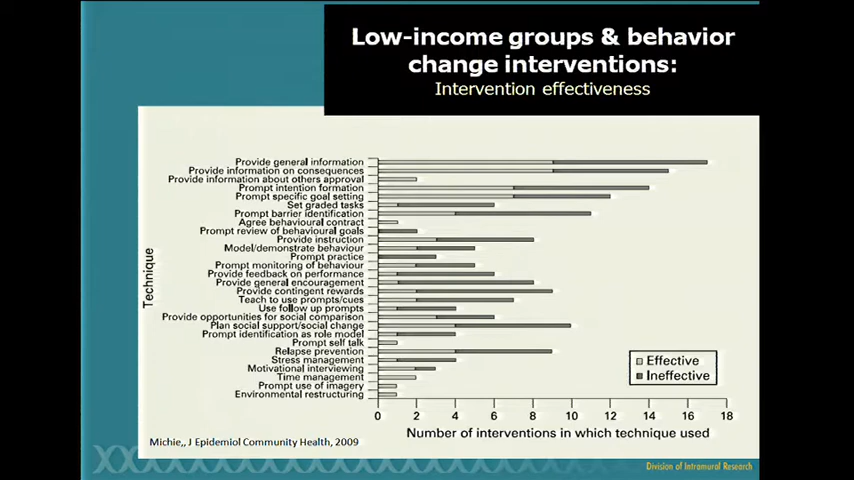 Low-income groups & behavior
change interventions:
Intervention effectiveness
Technique
Provide general information
Provide information on consequences
Provide information about others approval
Prompt intention formation
Prompt specific goal setting
Set graded tasks
Prompt barrier identification
Agree behavioural contract
Prompt review of behavioural goals
Provide instruction
Model/demonstrate behaviour
Prompt practice
Prompt monitoring of behaviour
Provide feedback on performance
Provide general encouragement
Provide contingent rewards
Teach to use prompts/cues
Use follow up prompts
Provide opportunities for social comparison
Plan social support/social change
Prompt identification as role model
Prompt self talk
Relapse prevention
Stress management
Motivational interviewing
Time management
Prompt use of imagery
Environmental restructuring
Effective
Ineffective
0 2 4 6 8 10 12 14 16 18
Number of interventions in which technique used
Michie,, J Epidemiol Community Health, 2009
Division of Intramural Research